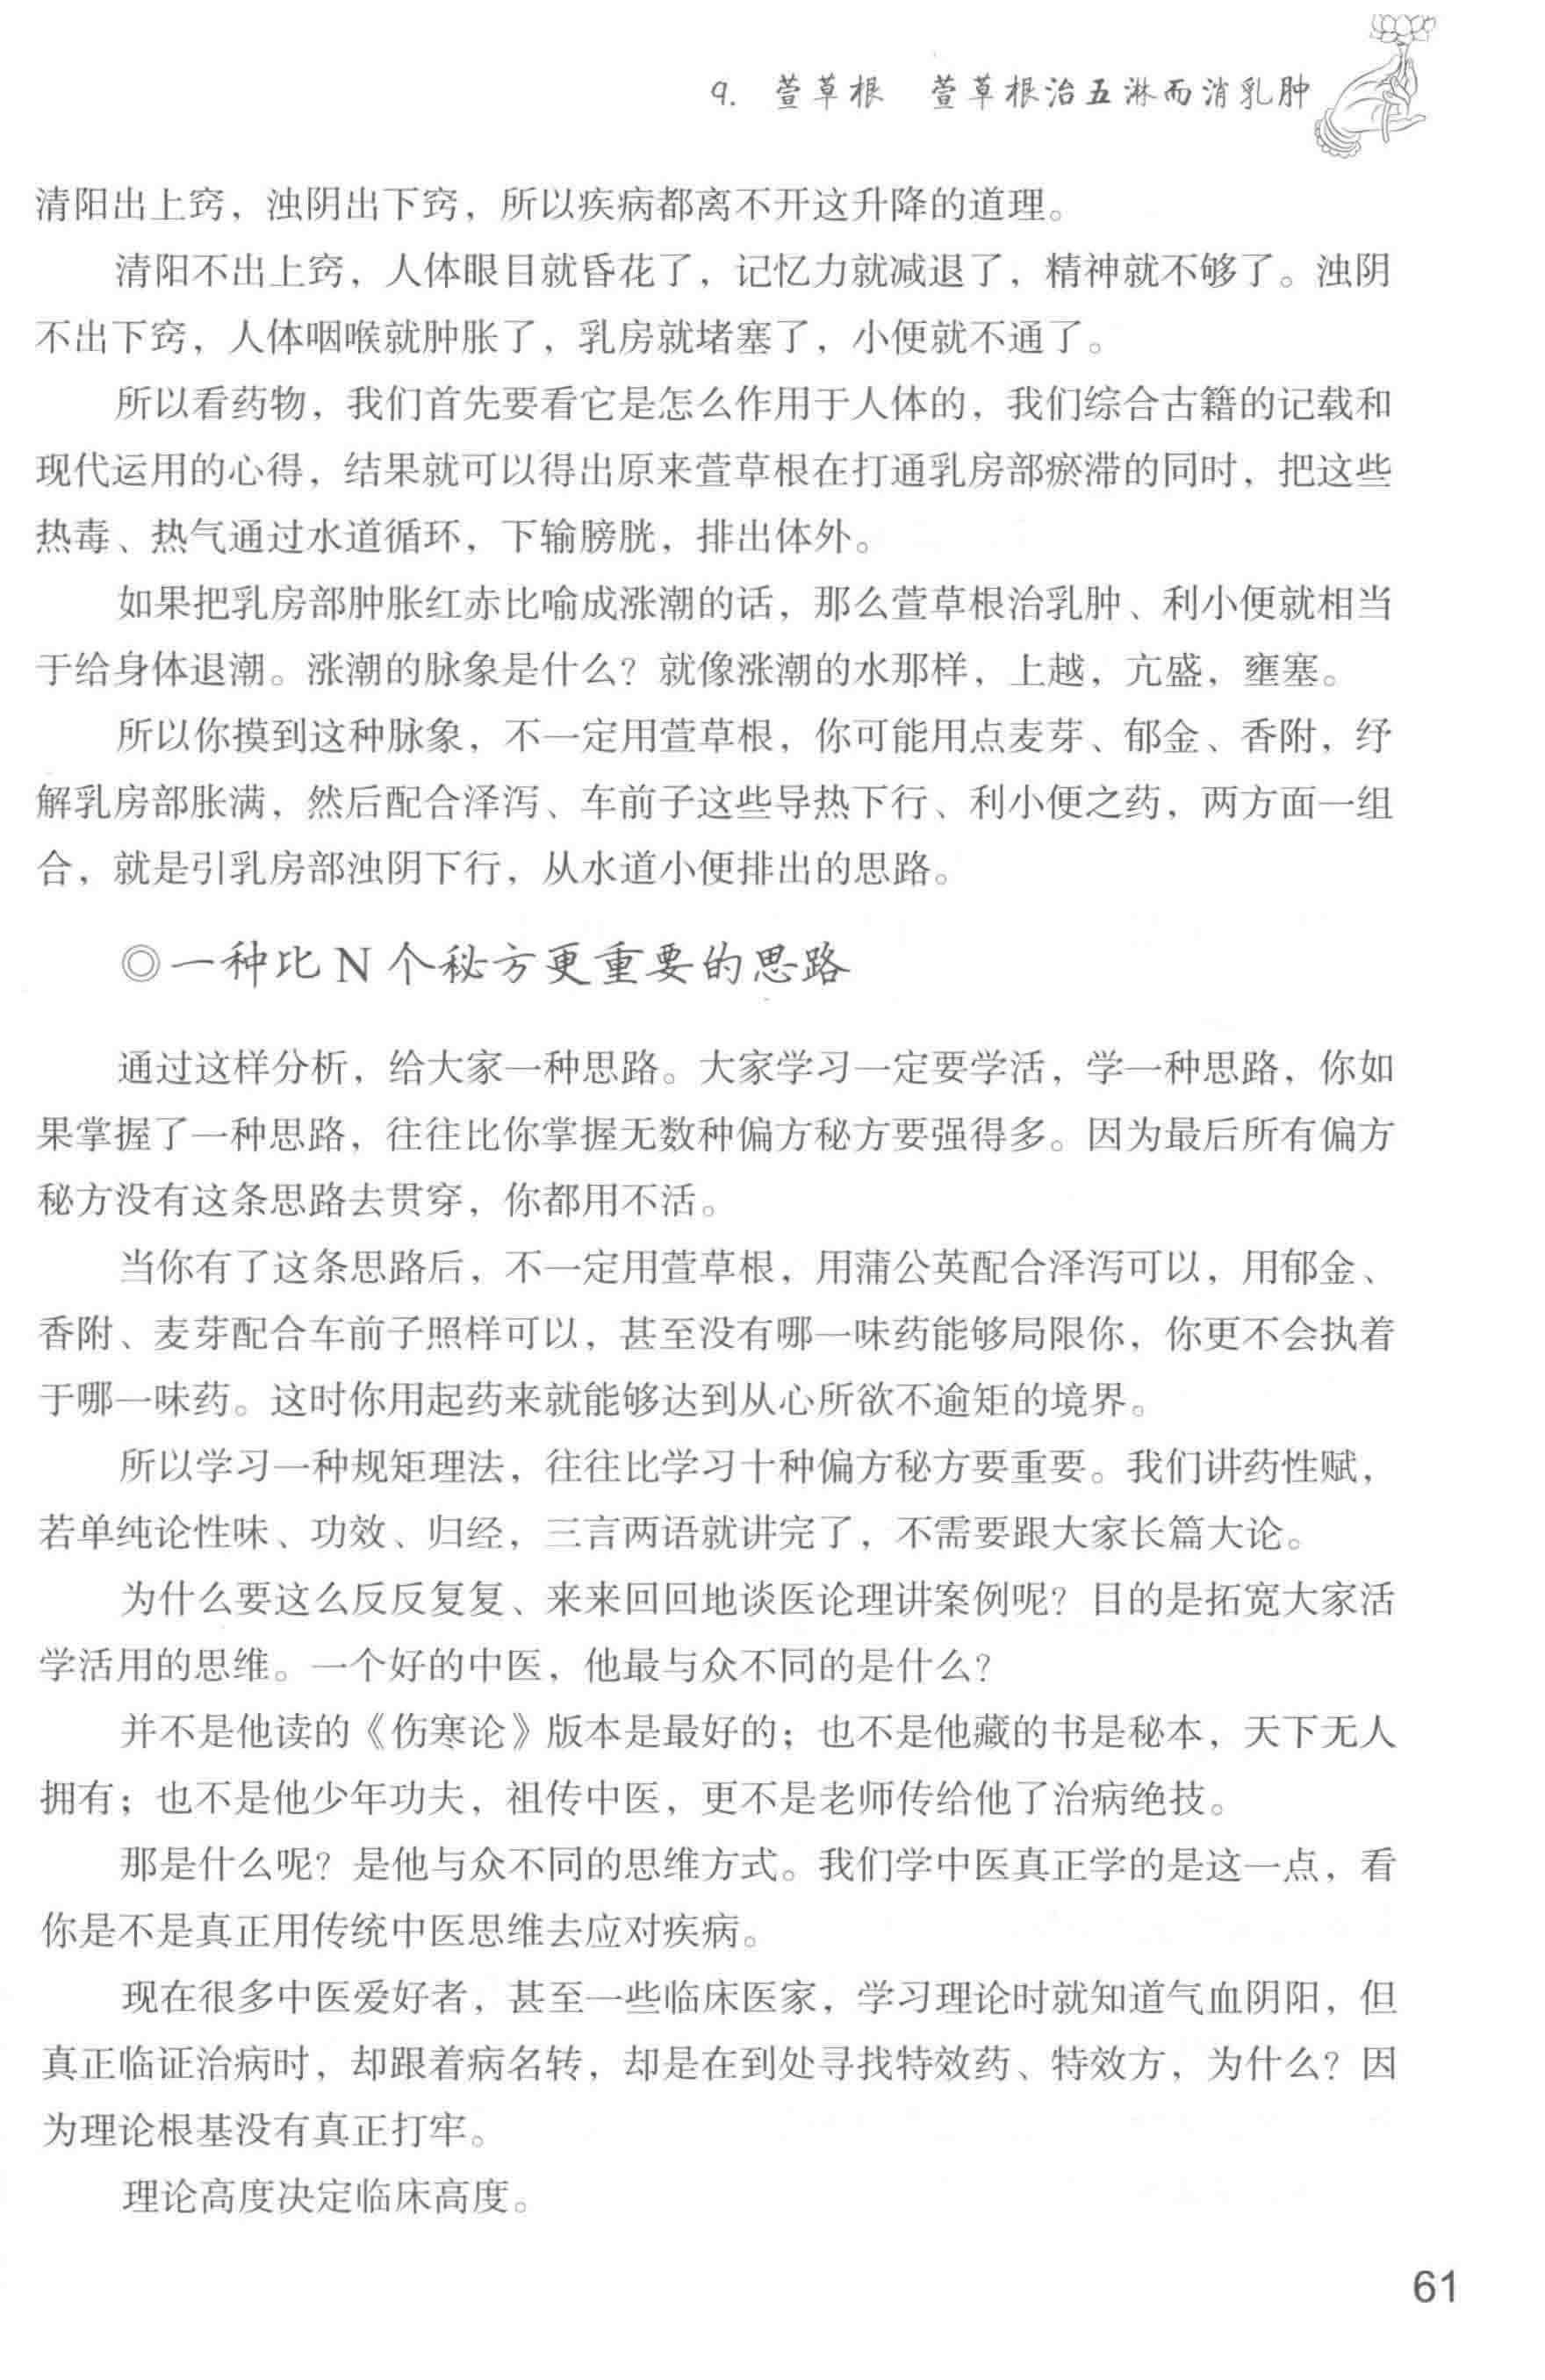 9. 萱草根 萱草根治五淋而消乳肿
清阳出上窍，浊阴出下窍，所以疾病都离不开这升降的道理。
清阳不出上窍，人体眼目就昏花了，记忆力就减退了，精神就不够了。浊阴
不出下窍，人体咽喉就肿胀了，乳房就堵塞了，小便就不通了。
所以看药物，我们首先要看它是怎么作用于人体的，我们综合古籍的记载和
现代运用的心得，结果就可以得出原来萱草根在打通乳房部瘀滞的同时，把这些
热毒、热气通过水道循环，下输膀胱，排出体外。
如果把乳房部肿胀红赤比喻成涨潮的话，那么萱草根治乳肿、利小便就相当
于给身体退潮。涨潮的脉象是什么？就像涨潮的水那样，上越，亢盛，壅塞。
所以你摸到这种脉象，不一定用萱草根，你可能用点麦芽、郁金、香附，纾
解乳房部胀满，然后配合泽泻、车前子这些导热下行、利小便之药，两方面一组
合，就是引乳房部浊阴下行，从水道小便排出的思路。
◎一种比N个秘方更重要的思路
通过这样分析，给大家一种思路。大家学习一定要学活，学一种思路，你如
果掌握了一种思路，往往比你掌握无数种偏方秘方要强得多。因为最后所有偏方
秘方没有这条思路去贯穿，你都用不活。
当你有了这条思路后，不一定用萱草根，用蒲公英配合泽泻可以，用郁金、
香附、麦芽配合车前子照样可以，甚至没有哪一味药能够局限你，你更不会执着
于哪一味药。这时你用起药来就能够达到从心所欲不逾矩的境界。
所以学习一种规矩理法，往往比学习十种偏方秘方要重要。我们讲药性赋，
若单纯论性味、功效、归经，三言两语就讲完了，不需要跟大家长篇大论。
为什么要这么反反复复、来来回回地谈医论理讲案例呢？目的是拓宽大家活
学活用的思维。一个好的中医，他最与众不同的是什么？
并不是他读的《伤寒论》版本是最好的；也不是他藏的书是秘本，天下无人
拥有；也不是他少年功夫，祖传中医，更不是老师传给他了治病绝技。
那是什么呢？是他与众不同的思维方式。我们学中医真正学的是这一点，看
你是不是真正用传统中医思维去应对疾病。
现在很多中医爱好者，甚至一些临床医家，学习理论时就知道气血阴阳，但
真正临证治病时，却跟着病名转，却是在到处寻找特效药、特效方，为什么？因
为理论根基没有真正打牢。
理论高度决定临床高度。
61